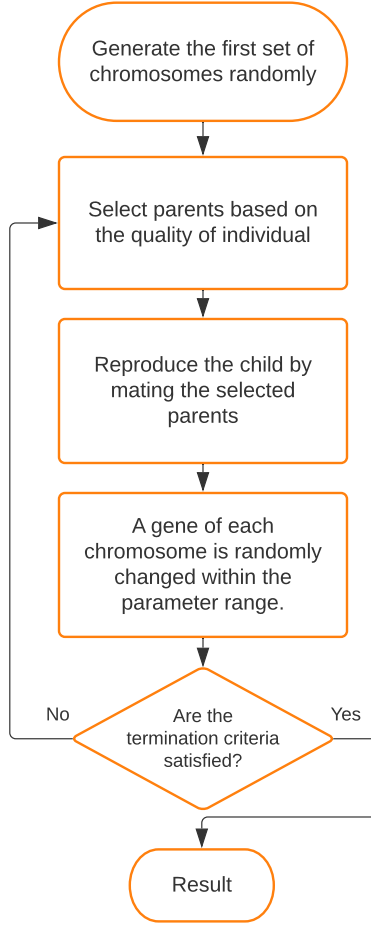 Generate the first set of
chromosomes randomly
Select parents based on
the quality of individual
Reproduce the child by
mating the selected
parents
A gene of each
chromosome is randomly
changed within the
parameter range.
No
Are the
termination criteria
satisfied?
Yes
Result